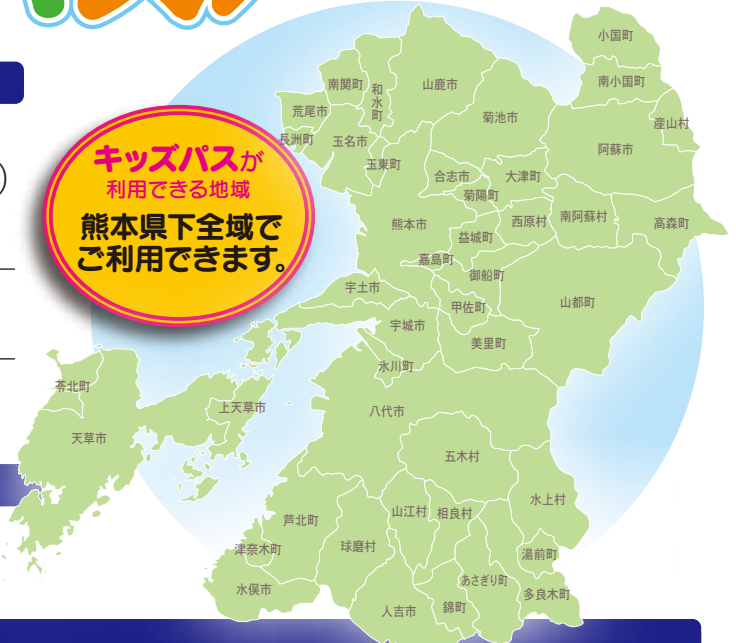 キッズパスが
利用できる地域
熊本県下全域で
ご利用できます。
小国町
南小国町
産山村
阿蘇市
山鹿市
菊池市
南関町
和水町
荒尾市
長洲町
玉名市
玉東町
合志市
大津町
菊陽町
熊本市
西原村
南阿蘇村
高森町
益城町
嘉島町
御船町
宇土市
甲佐町
山都町
宇城市
美里町
氷川町
苓北町
上天草市
天草市
八代市
五木村
水上村
山江村
相良村
芦北町
球磨村
津奈木町
湯前町
あさぎり町
多良木町
水俣市
人吉市
錦町